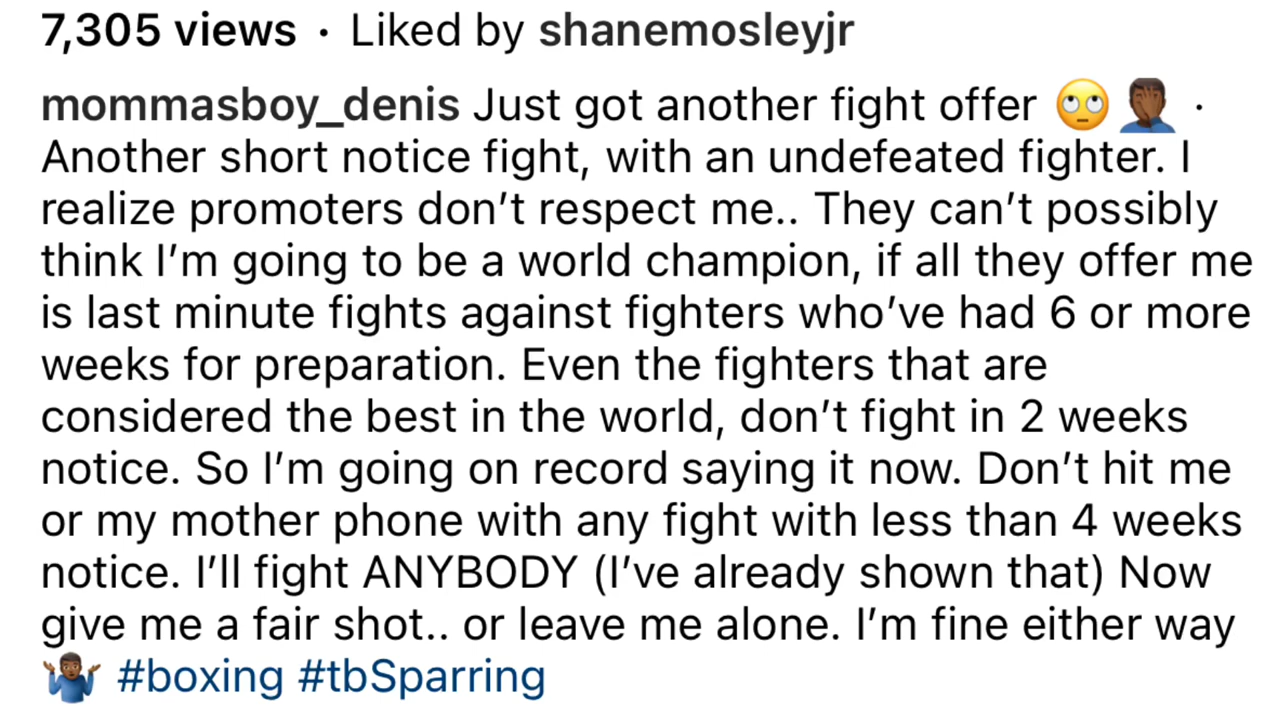 7,305 views · Liked by shanemosleyjr
mommasboy_denis Just got another fight offer 🙄 🤦🏾‍♂️ ·
Another short notice fight, with an undefeated fighter. I
realize promoters don’t respect me.. They can’t possibly
think I’m going to be a world champion, if all they offer me
is last minute fights against fighters who’ve had 6 or more
weeks for preparation. Even the fighters that are
considered the best in the world, don’t fight in 2 weeks
notice. So I’m going on record saying it now. Don’t hit me
or my mother phone with any fight with less than 4 weeks
notice. I’ll fight ANYBODY (I’ve already shown that) Now
give me a fair shot.. or leave me alone. I’m fine either way
🤷🏾‍♂️ #boxing #tbSparring